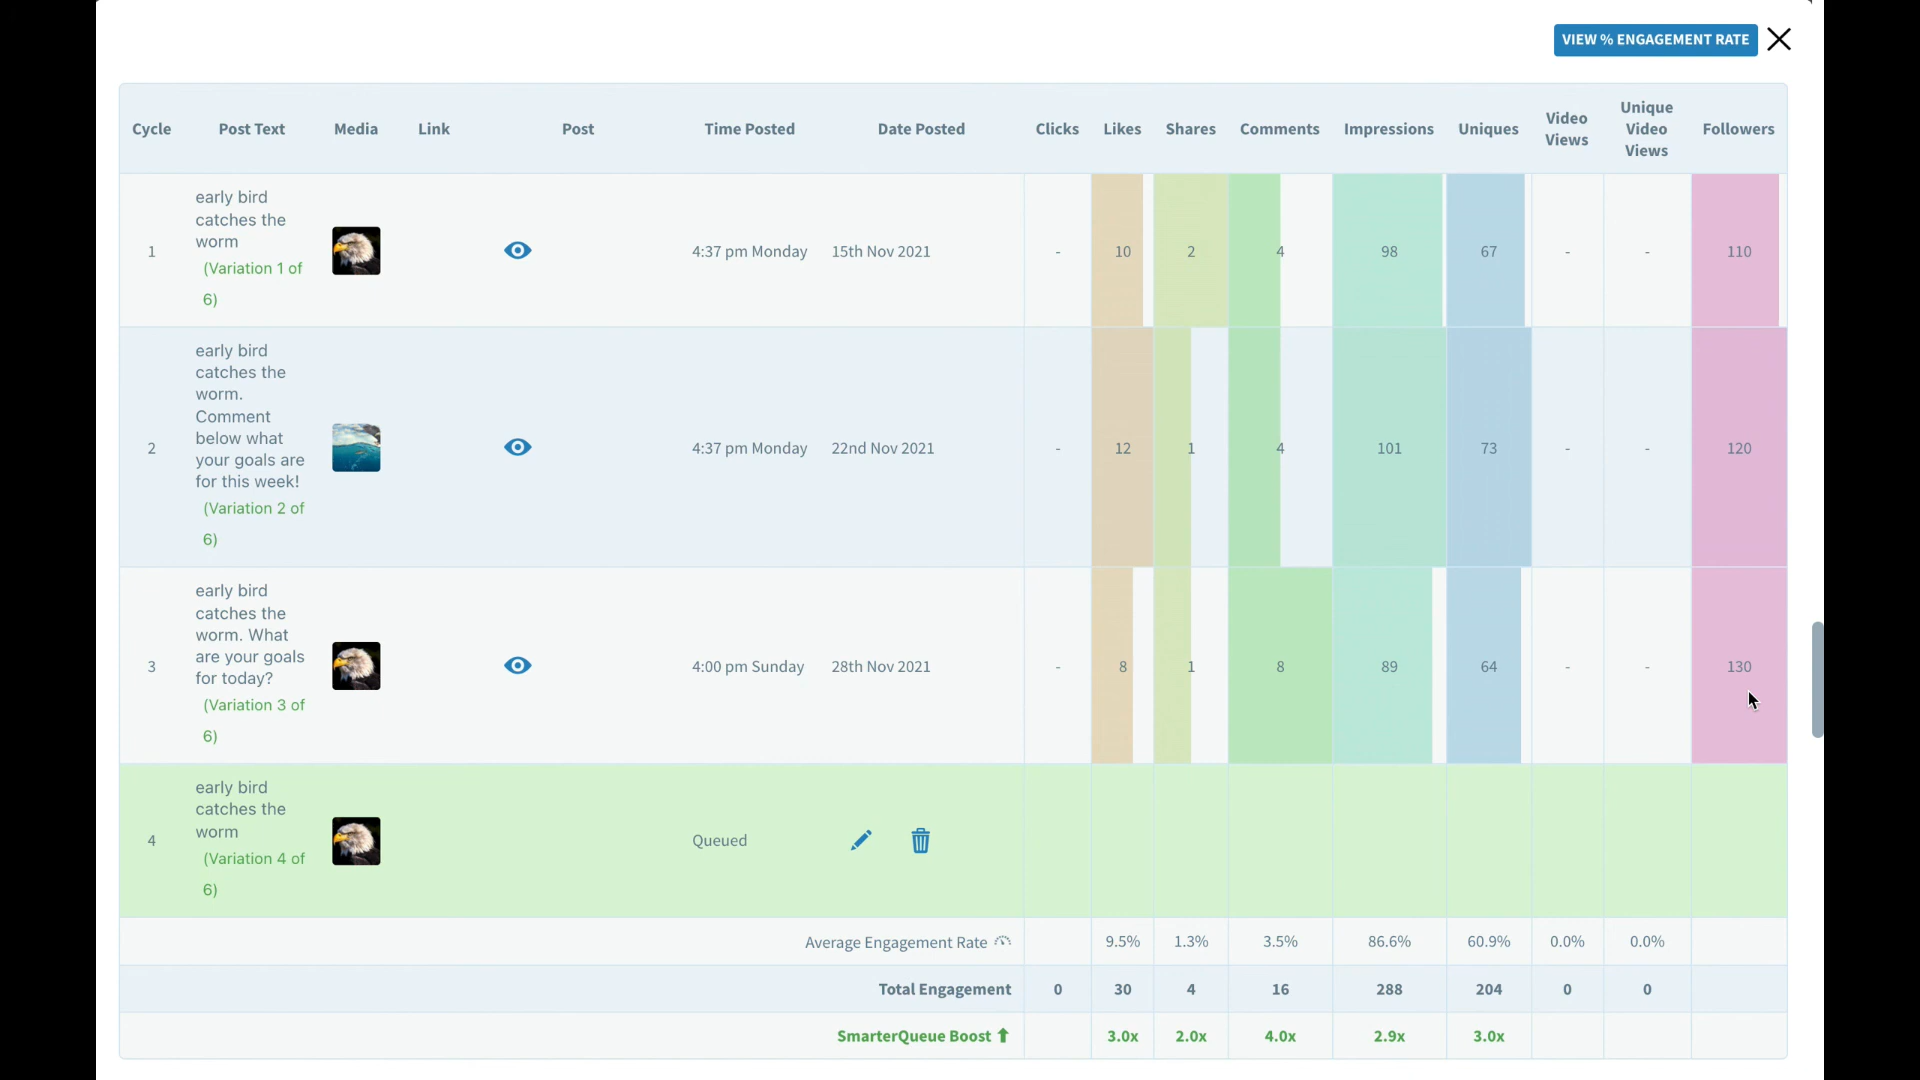 VIEW % ENGAGEMENT RATE
Cycle Post Text Media Link Post Time Posted Date Posted Clicks Likes Shares Comments Impressions Uniques Video Views Unique Video Views Followers
early bird
catches the
worm
(Variation 1 of
6)
1 4:37 pm Monday 15th Nov 2021 - 10 2 4 98 67 - - 110
early bird
catches the
worm.
Comment
below what
your goals are
for this week!
(Variation 2 of
6)
2 4:37 pm Monday 22nd Nov 2021 - 12 1 4 101 73 - - 120
early bird
catches the
worm. What
are your goals
for today?
(Variation 3 of
6)
3 4:00 pm Sunday 28th Nov 2021 - 8 1 8 89 64 - - 130
early bird
catches the
worm
(Variation 4 of
6)
4 Queued
Average Engagement Rate 9.5% 1.3% 3.5% 86.6% 60.9% 0.0% 0.0%
Total Engagement 0 30 4 16 288 204 0 0
SmarterQueue Boost 3.0x 2.0x 4.0x 2.9x 3.0x